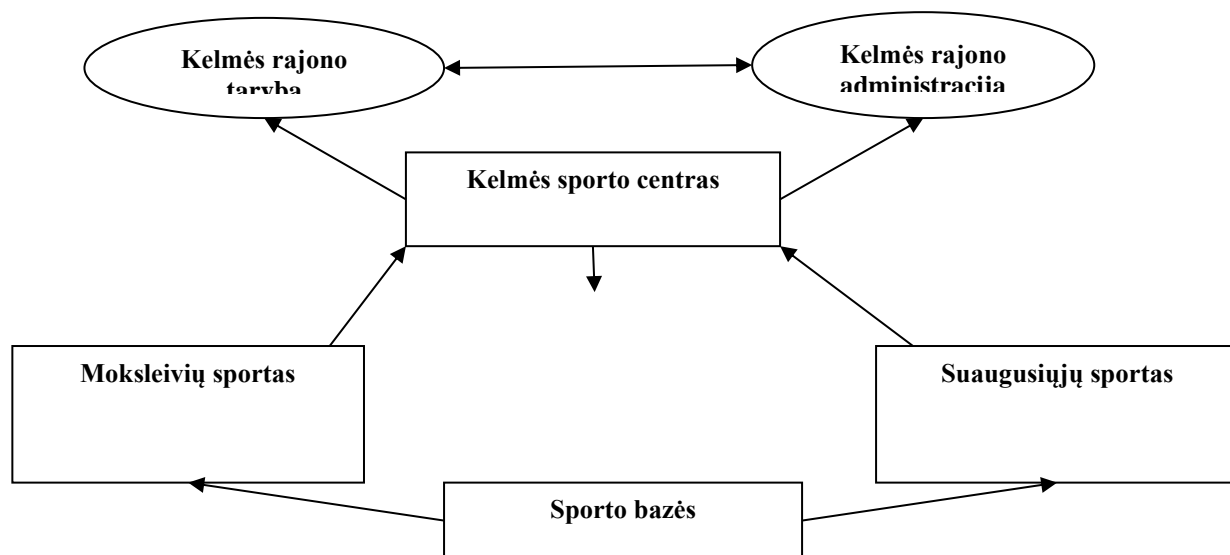 Kelmės rajono
taryba
Kelmės rajono
administracija
Kelmės sporto centras
Moksleivių sportas
Suaugusiųjų sportas
Sporto bazės